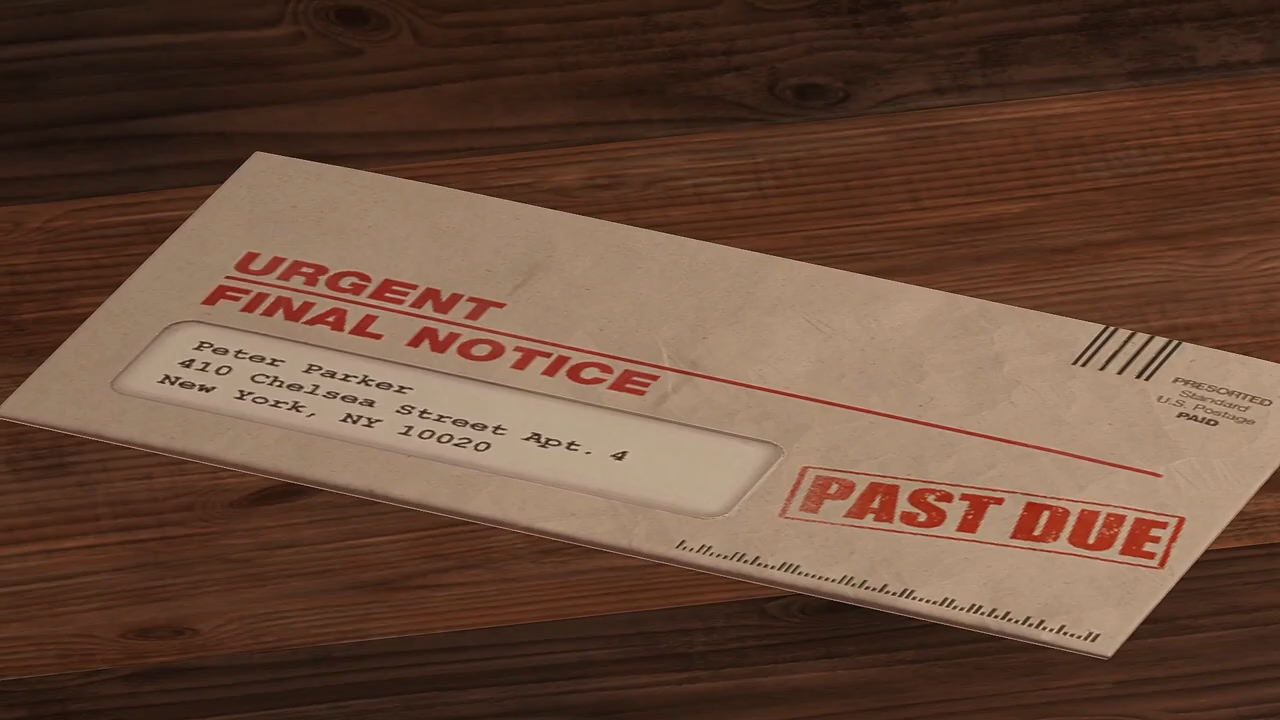 URGENT
FINAL NOTICE
Peter Parker
410 Chelsea Street Apt. 4
New York, NY 10020
PRESORTED
Standard
U.S. Postage
PAID
PAST DUE